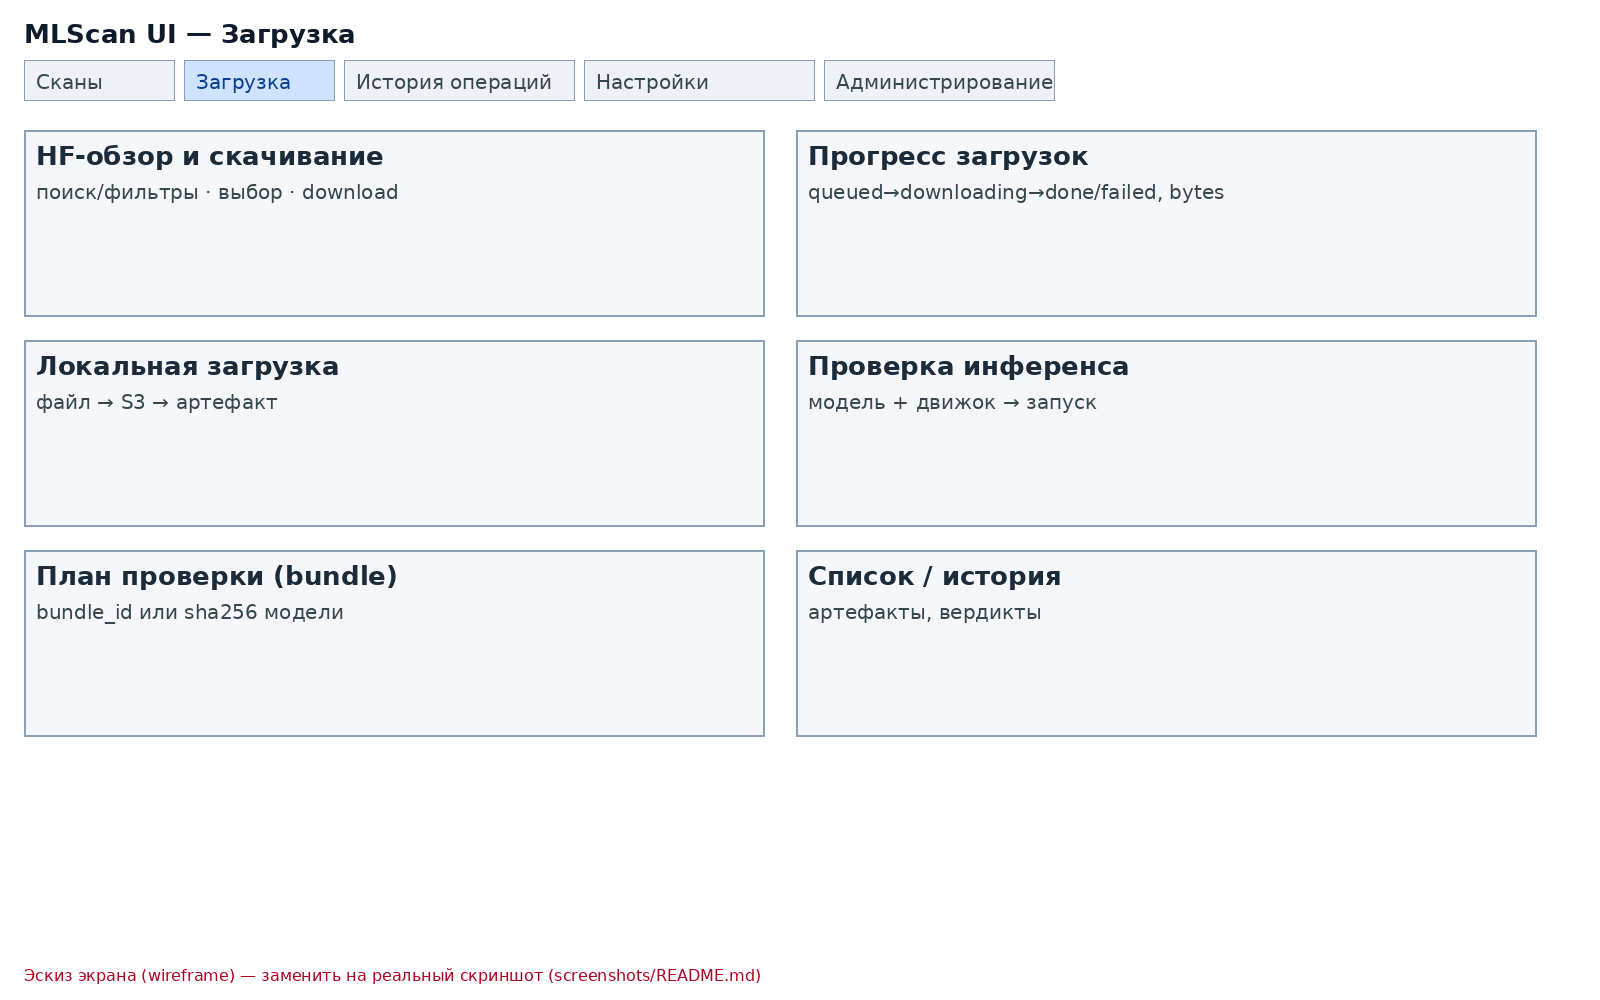 MLScan UI — Загрузка
Сканы
Загрузка
История операций
Настройки
Администрирование
HF-обзор и скачивание
поиск/фильтры · выбор · download
Прогресс загрузок
queued→downloading→done/failed, bytes
Локальная загрузка
файл → S3 → артефакт
Проверка инференса
модель + движок → запуск
План проверки (bundle)
bundle_id или sha256 модели
Список / история
артефакты, вердикты
Эскиз экрана (wireframe) — заменить на реальный скриншот (screenshots/README.md)